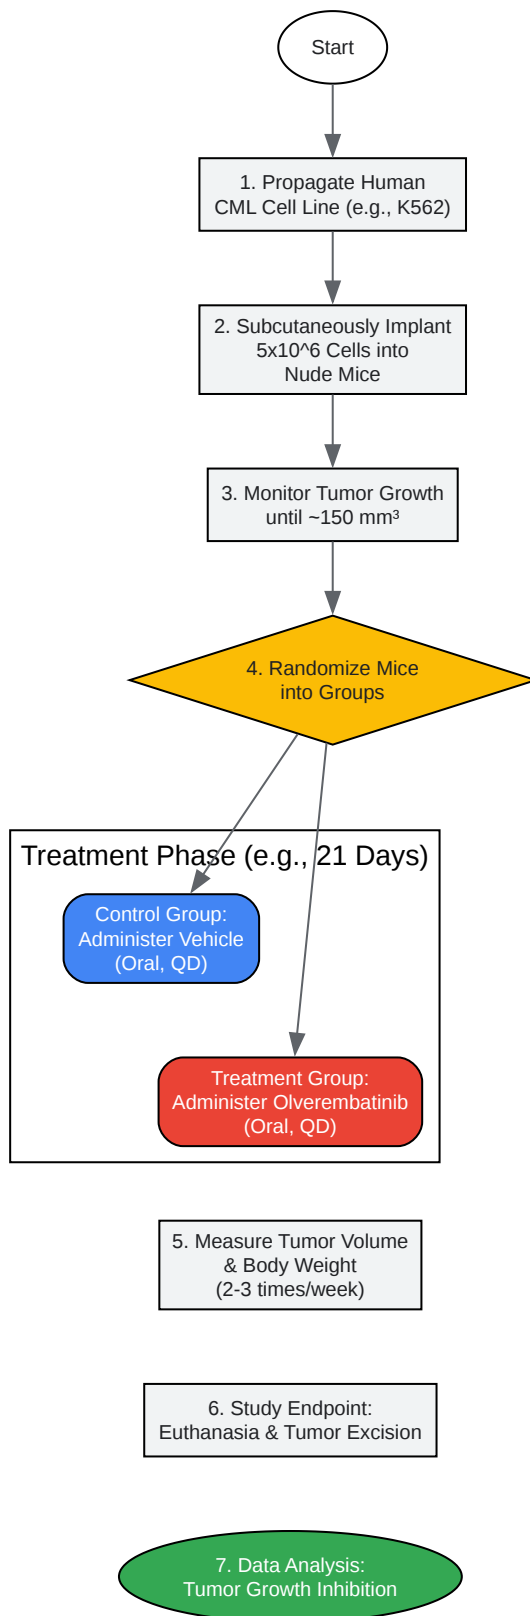 Start
1. Propagate Human
CML Cell Line (e.g., K562)
2. Subcutaneously Implant
5x10^6 Cells into
Nude Mice
3. Monitor Tumor Growth
until ~150 mm³
4. Randomize Mice
into Groups
Treatment Phase (e.g., 21 Days)
Control Group:
Administer Vehicle
(Oral, QD)
Treatment Group:
Administer Olverembatinib
(Oral, QD)
5. Measure Tumor Volume
& Body Weight
(2-3 times/week)
6. Study Endpoint:
Euthanasia & Tumor Excision
7. Data Analysis:
Tumor Growth Inhibition